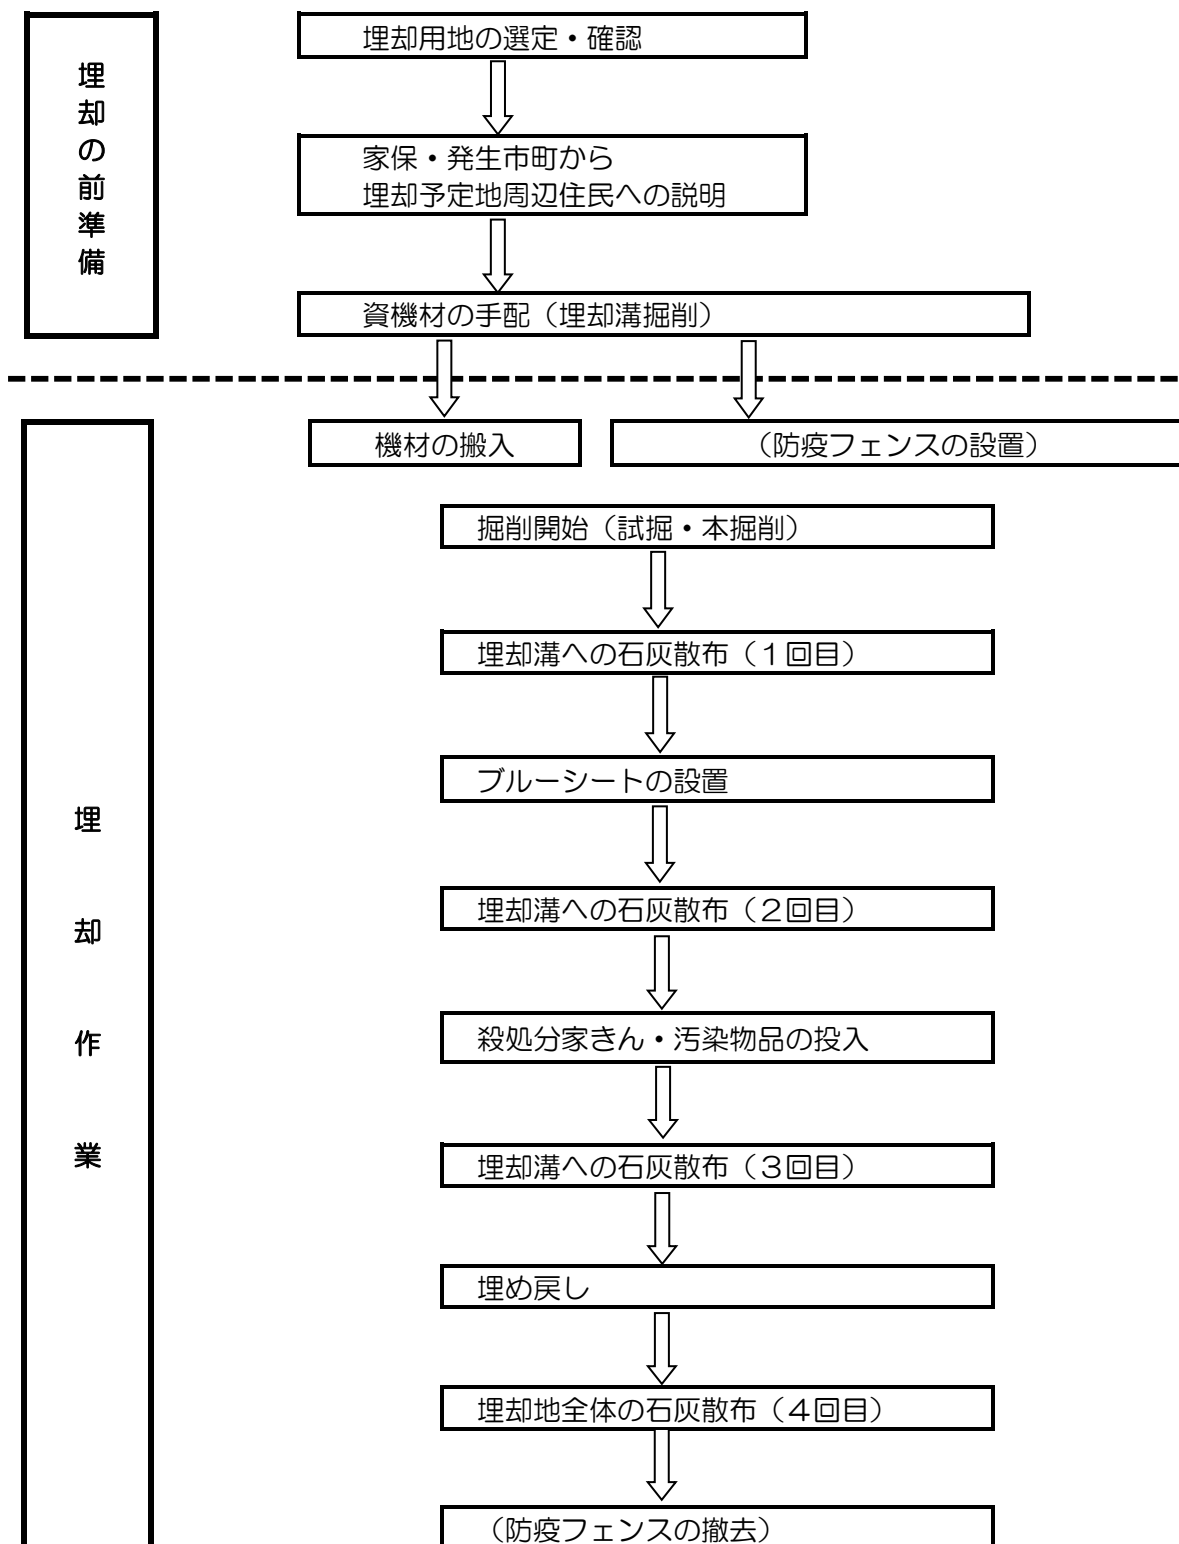 埋却の前準備
埋却用地の選定・確認
家保・発生市町から
埋却予定地周辺住民への説明
資機材の手配（埋却溝掘削）
埋却作業
機材の搬入
（防疫フェンスの設置）
掘削開始（試掘・本掘削）
埋却溝への石灰散布（１回目）
ブルーシートの設置
埋却溝への石灰散布（２回目）
殺処分家きん・汚染物品の投入
埋却溝への石灰散布（３回目）
埋め戻し
埋却地全体の石灰散布（４回目）
（防疫フェンスの撤去）